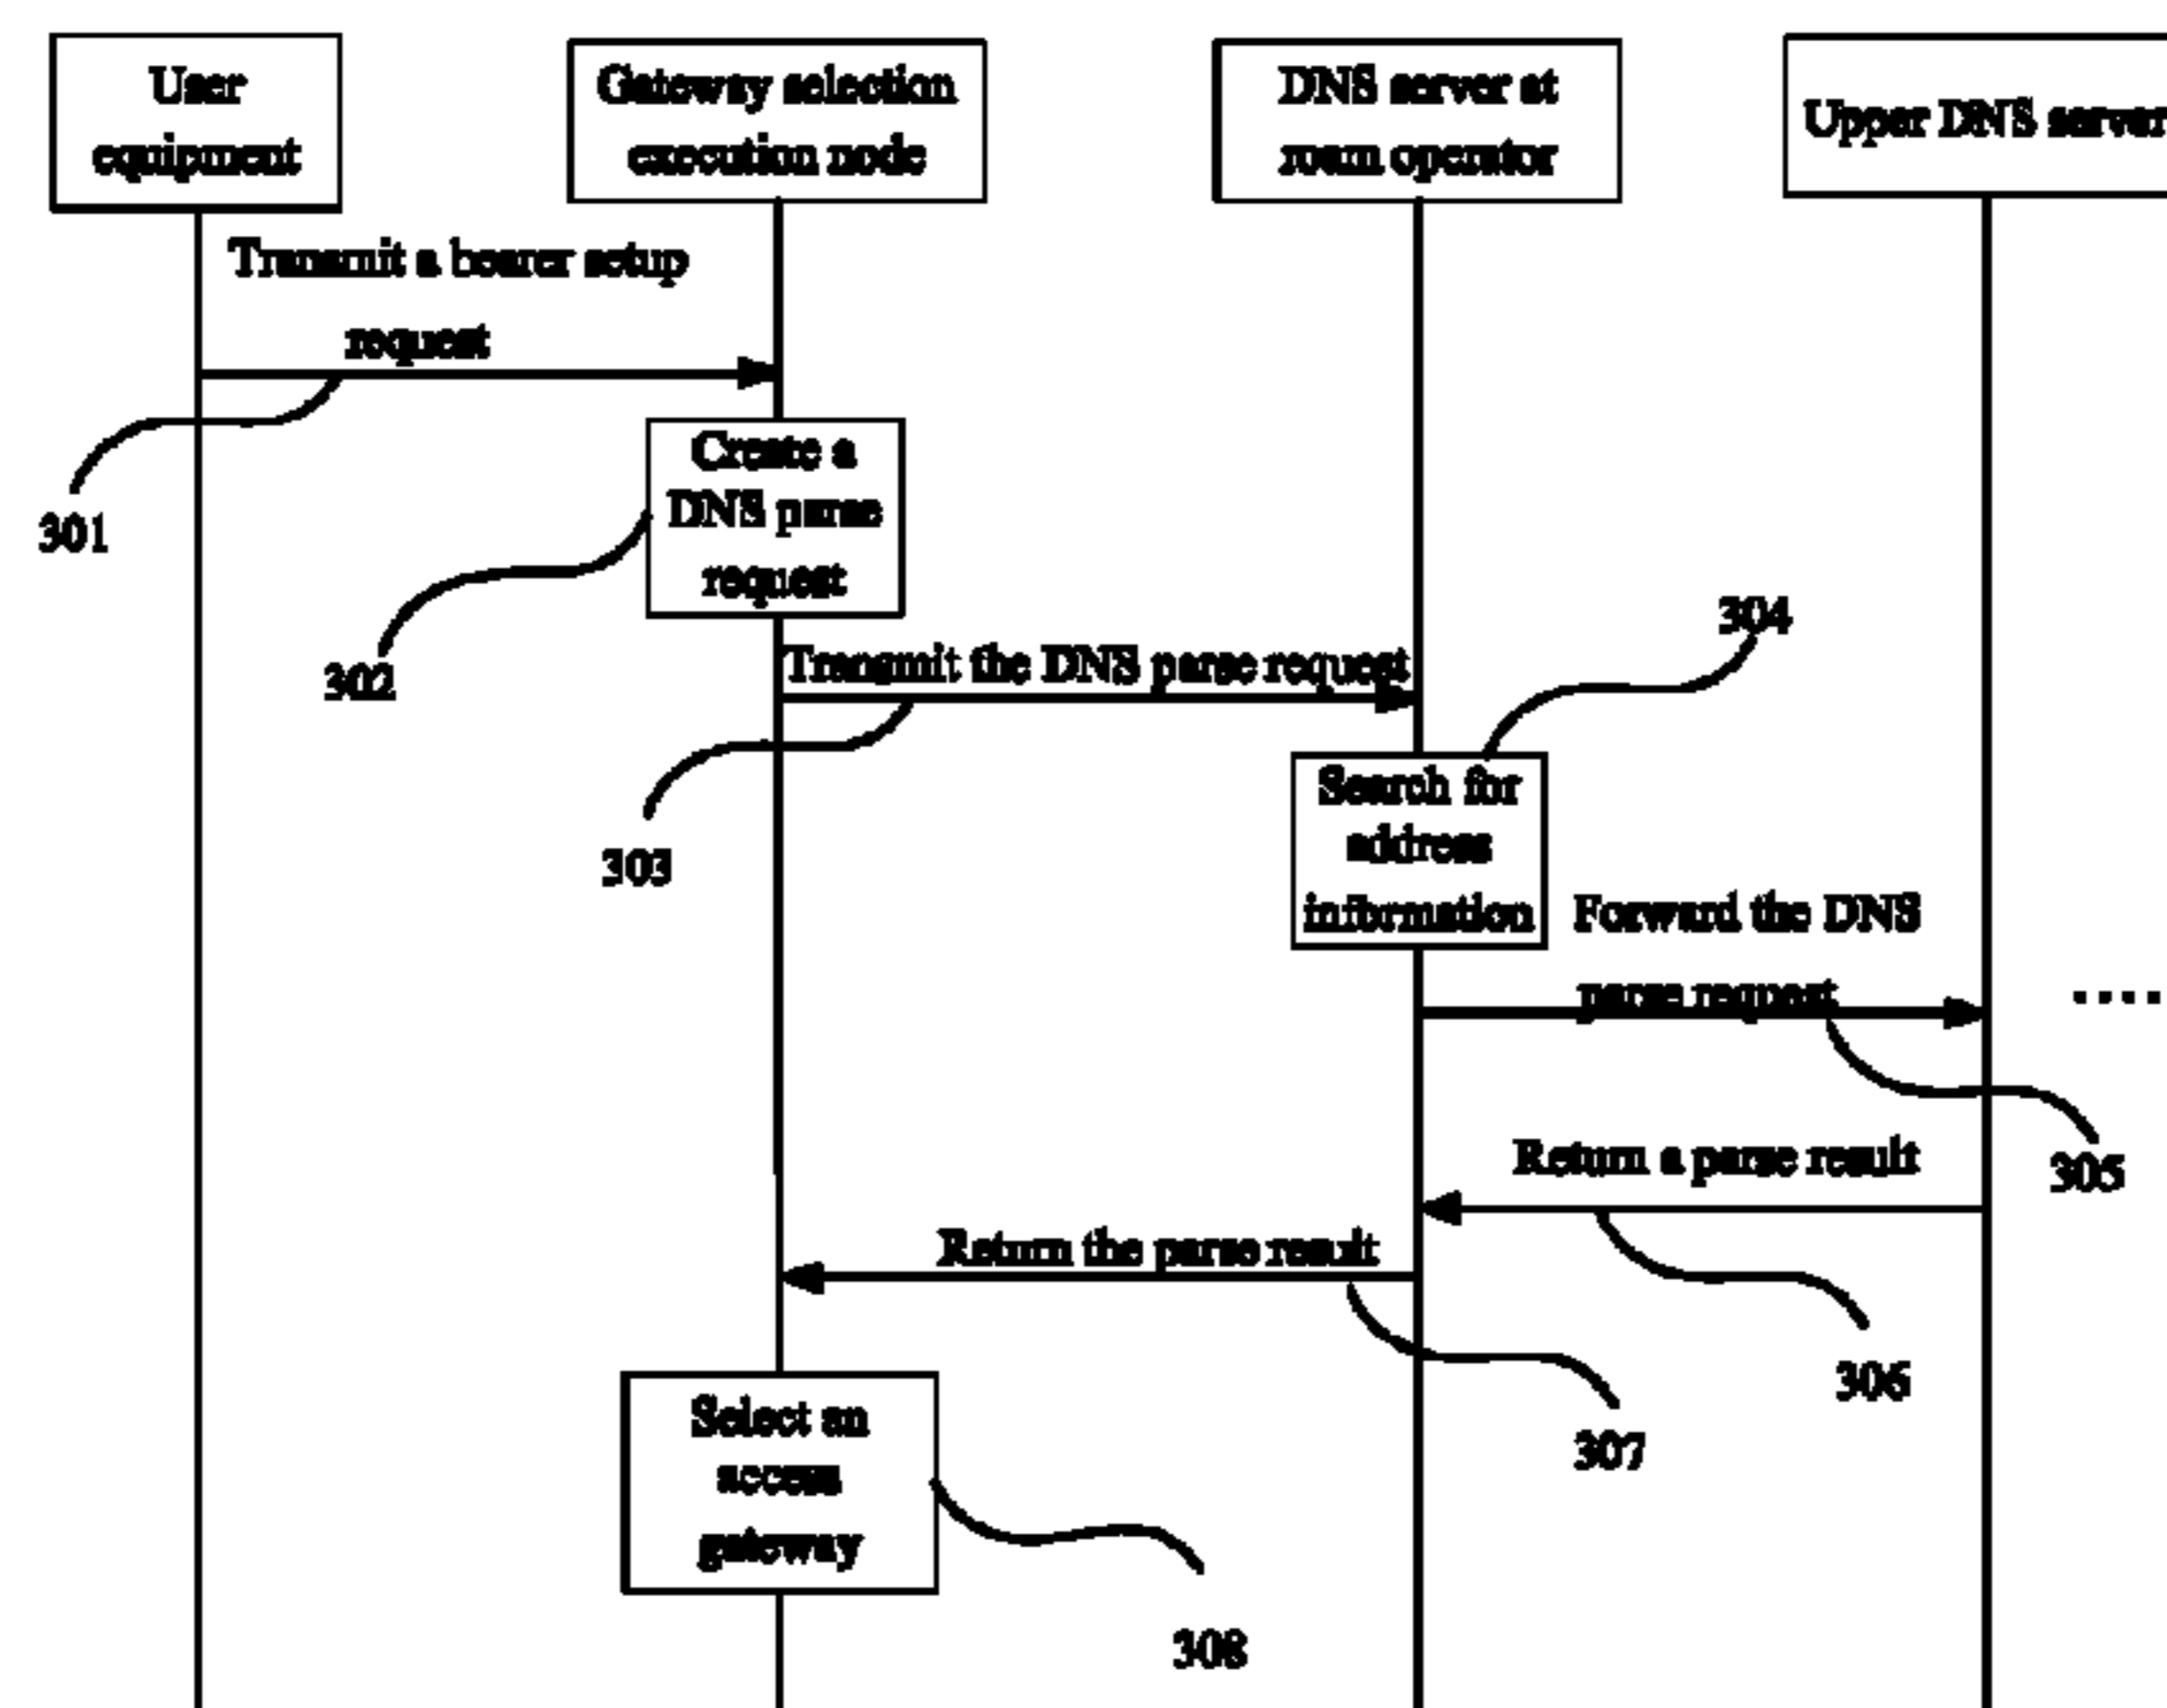 User
equipment
Gateway selection
execution node
DNS server at
roam operator
Upper DNS server
Transmit a bearer setup
request
301
Create a
DNS parse
request
302
Transmit the DNS parse request
303
304
Search for
address
information
Forward the DNS
parse request
.....
305
Return a parse result
306
Return the parse result
307
Select an
access
gateway
308